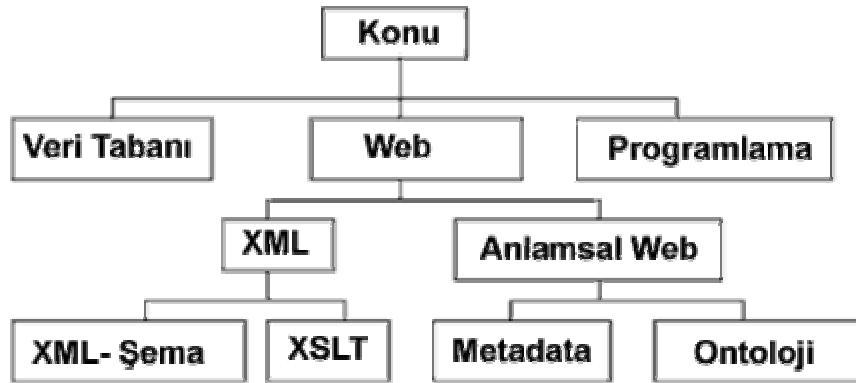 Konu
Veri Tabanı
Web
Programlama
XML
Anlamsal Web
XML- Şema
XSLT
Metadata
Ontoloji